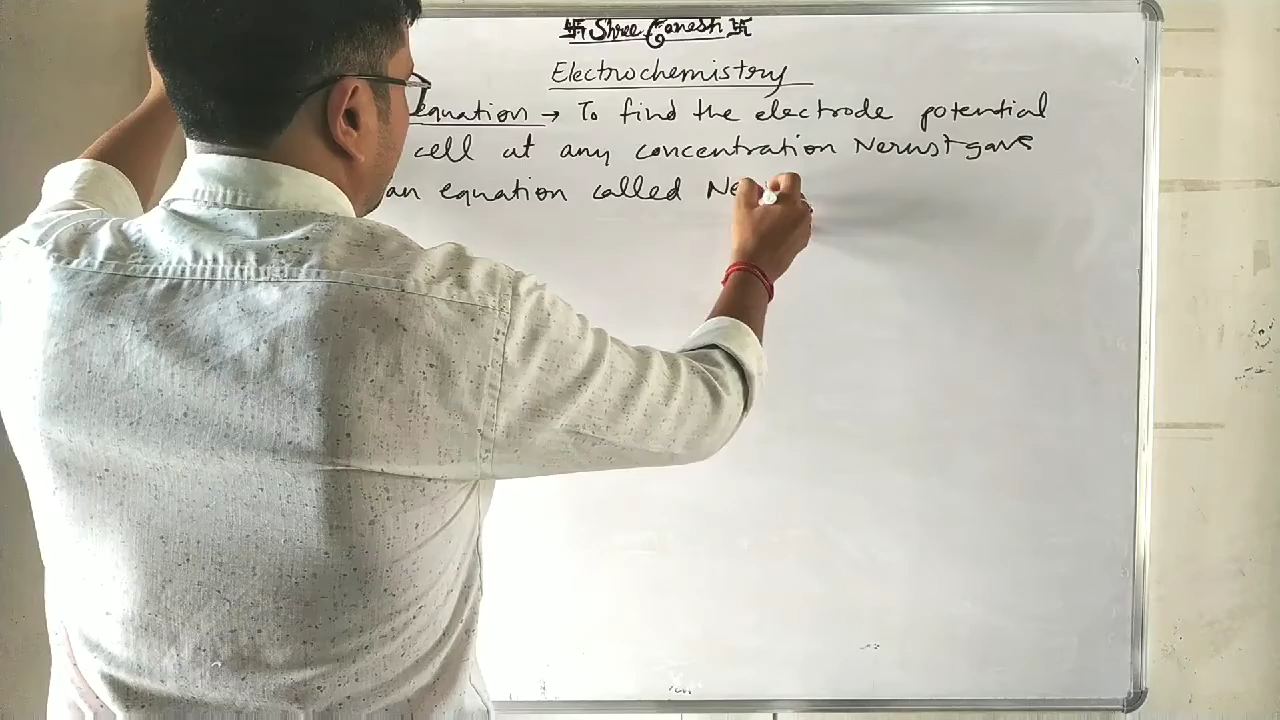 卐 Shree Ganesh 卐
Electrochemistry
equation → To find the electrode potential
cell at any concentration Nernst gave
an equation called Ne